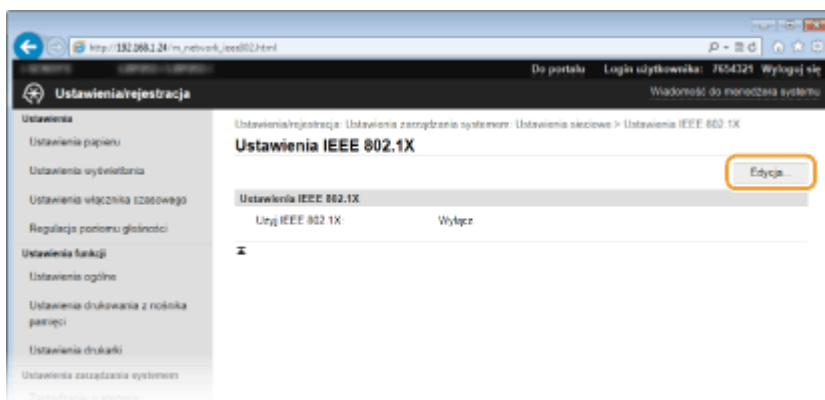 http://192.168.1.24/m_network_ieee802.html
Do portalu Login użytkownika: 7654321 Wyloguj się
Ustawienia/rejestracja
Wiadomość do menedżera systemu
Ustawienia
Ustawienia papieru
Ustawienia wyświetlania
Ustawienia włącznika czasowego
Regulacja poziomu głośności
Ustawienia funkcji
Ustawienia ogólne
Ustawienia drukowania z nośnika
pamięci
Ustawienia drukarki
Ustawienia zarządzania systemem
Ustawienia/rejestracja: Ustawienia zarządzania systemem: Ustawienia sieciowe > Ustawienia IEEE 802.1X
Ustawienia IEEE 802.1X
Edycja...
Ustawienia IEEE 802.1X
Użyj IEEE 802.1X: Wyłącz